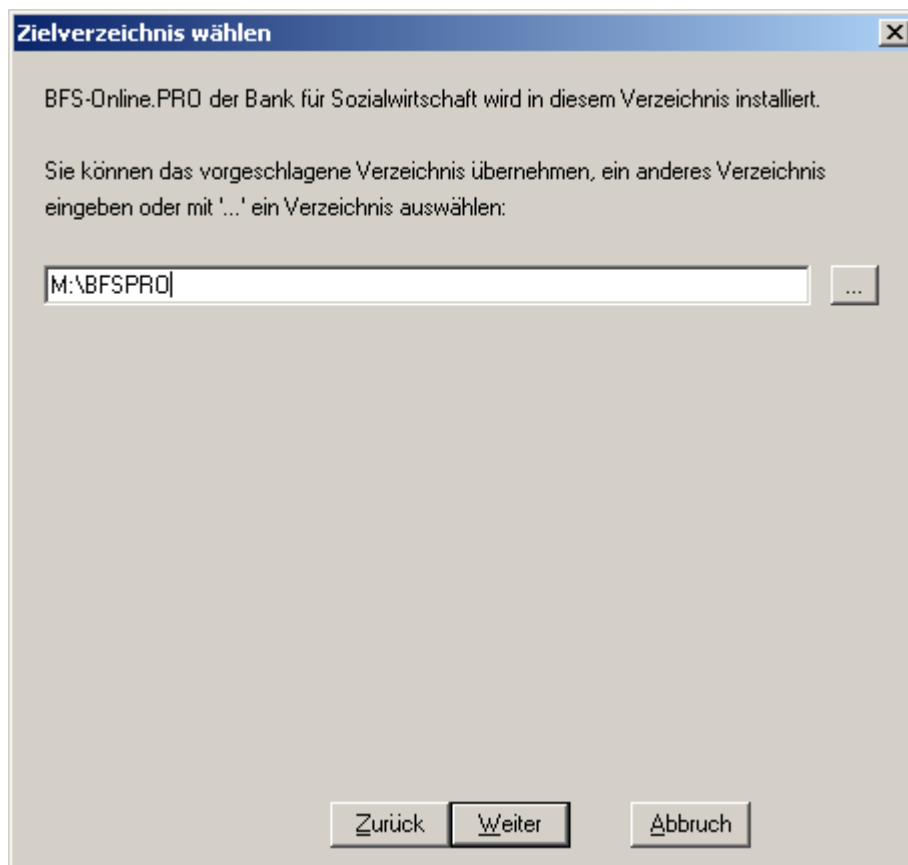 Zielverzeichnis wählen
BFS-Online.PRO der Bank für Sozialwirtschaft wird in diesem Verzeichnis installiert.
Sie können das vorgeschlagene Verzeichnis übernehmen, ein anderes Verzeichnis
eingeben oder mit '...' ein Verzeichnis auswählen:
M:\BFSPRO
...
Zurück
Weiter
Abbruch